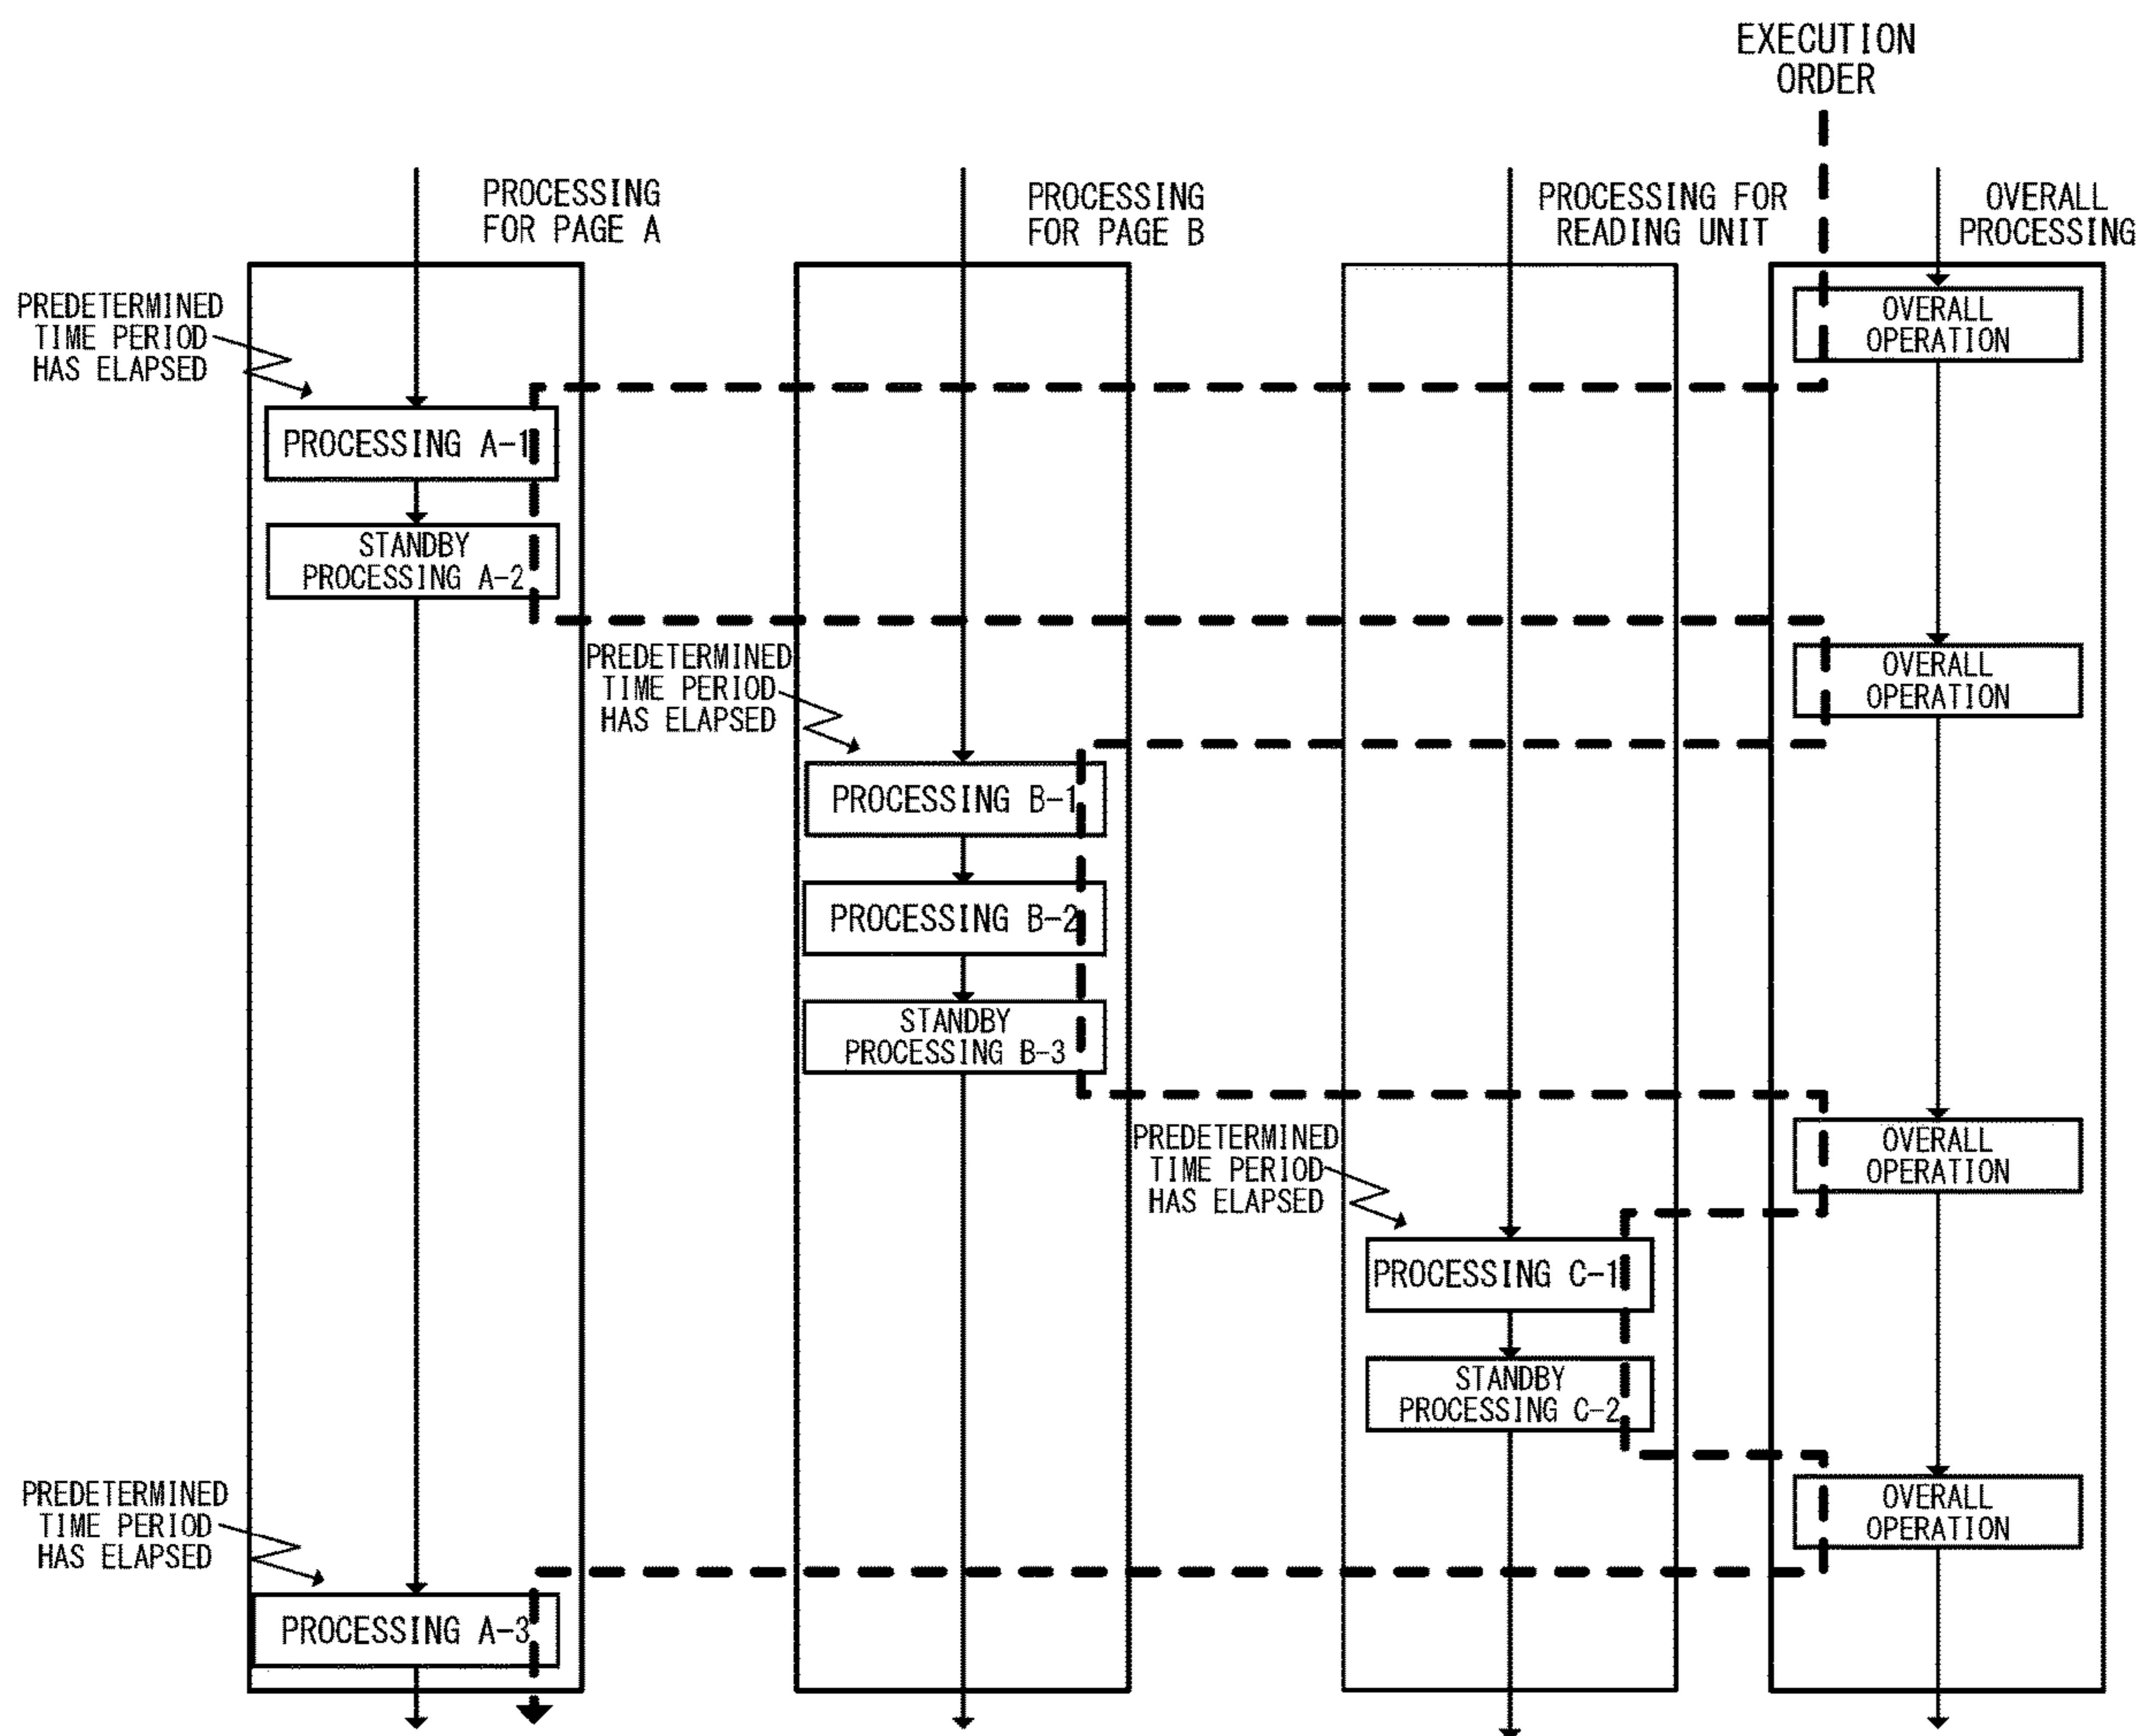 EXECUTION
ORDER
PROCESSING
FOR PAGE A
PROCESSING
FOR PAGE B
PROCESSING FOR
READING UNIT
OVERALL
PROCESSING
PREDETERMINED
TIME PERIOD
HAS ELAPSED
OVERALL
OPERATION
PROCESSING A-1
STANDBY
PROCESSING A-2
PREDETERMINED
TIME PERIOD
HAS ELAPSED
OVERALL
OPERATION
PROCESSING B-1
PROCESSING B-2
STANDBY
PROCESSING B-3
PREDETERMINED
TIME PERIOD
HAS ELAPSED
OVERALL
OPERATION
PROCESSING C-1
STANDBY
PROCESSING C-2
PREDETERMINED
TIME PERIOD
HAS ELAPSED
OVERALL
OPERATION
PROCESSING A-3